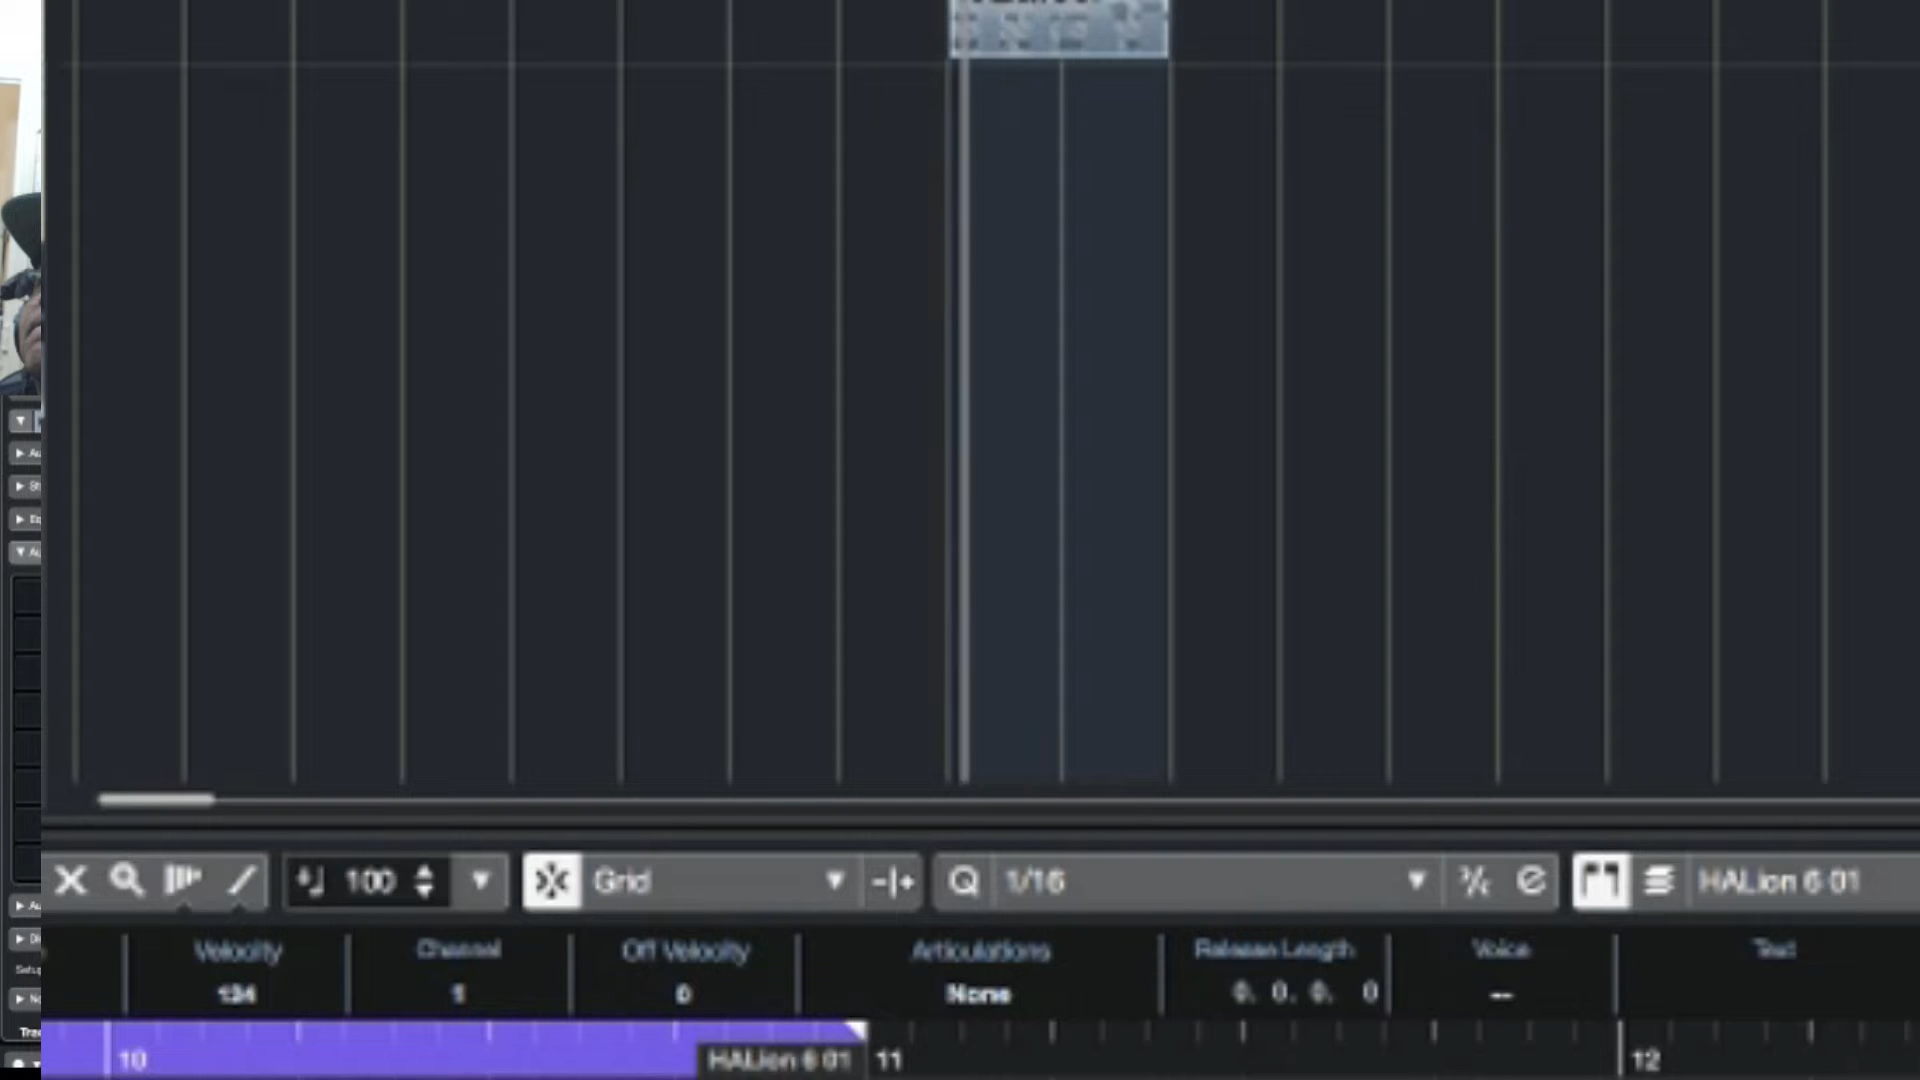 100 Grid Q 1/16 HALion 6 01
Velocity Channel Off Velocity Articulations Release Length Voice Text
1 0 None 0. 0. 0. 0 --
10 HALion 6 01 11 12